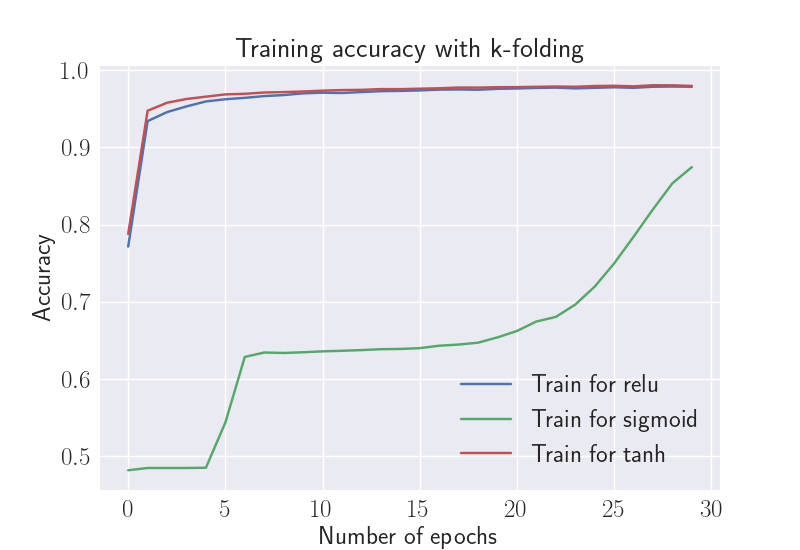 Training accuracy with k-folding
1.0
0.9
0.8
0.7
0.6
0.5
Accuracy
Train for relu
Train for sigmoid
Train for tanh
0 5 10 15 20 25 30
Number of epochs